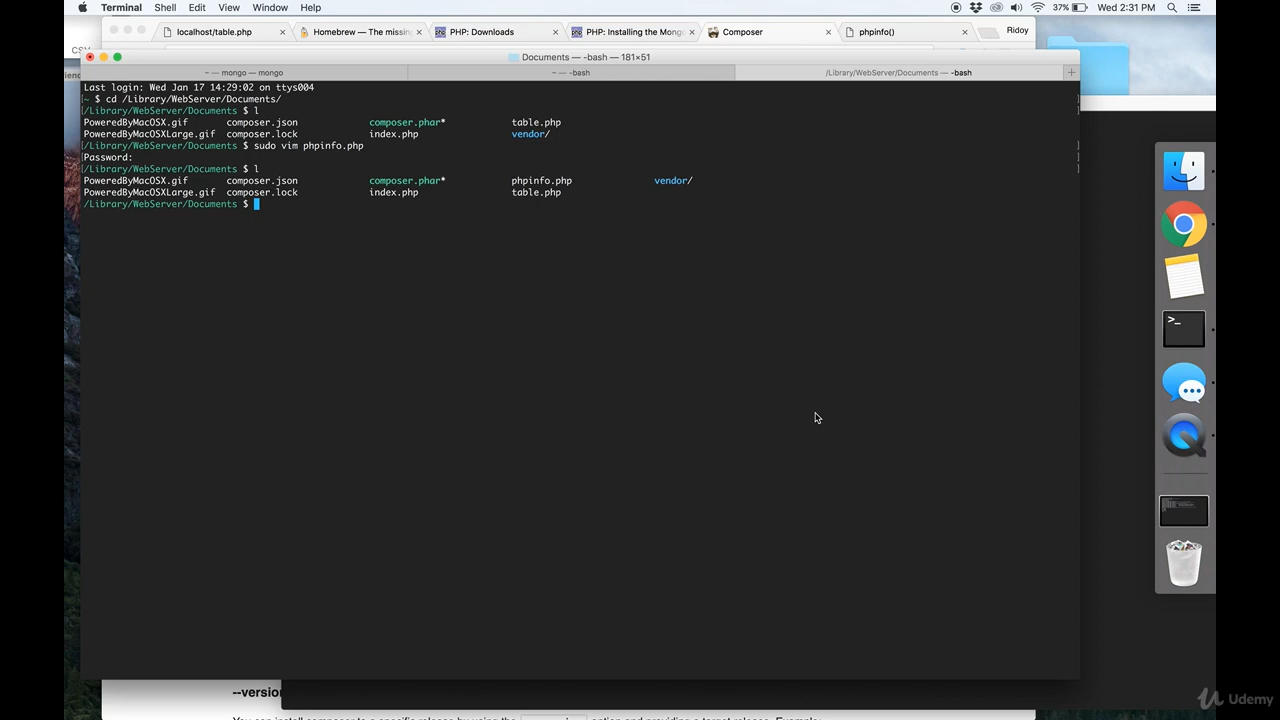 Terminal Shell Edit View Window Help 37% Wed 2:31 PM
localhost/table.php Homebrew — The missin PHP: Downloads PHP: Installing the Mong Composer phpinfo() Ridoy
Documents — -bash — 181×51
~ — mongo — mongo ~ — -bash /Library/WebServer/Documents — -bash +
Last login: Wed Jan 17 14:29:02 on ttys004
[~ $ cd /Library/WebServer/Documents/
[/Library/WebServer/Documents $ l
PoweredByMacOSX.gif composer.json composer.phar* table.php
PoweredByMacOSXLarge.gif composer.lock index.php vendor/
[/Library/WebServer/Documents $ sudo vim phpinfo.php
[Password:
[/Library/WebServer/Documents $ l
PoweredByMacOSX.gif composer.json composer.phar* phpinfo.php vendor/
PoweredByMacOSXLarge.gif composer.lock index.php table.php
/Library/WebServer/Documents $
--version
Udemy